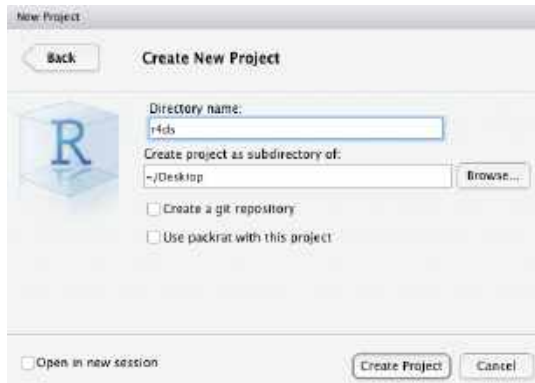 New Project
Back
Create New Project
R
Directory name:
r4ds
Create project as subdirectory of:
~/Desktop
Browse...
Create a git repository
Use packrat with this project
Open in new session
Create Project
Cancel